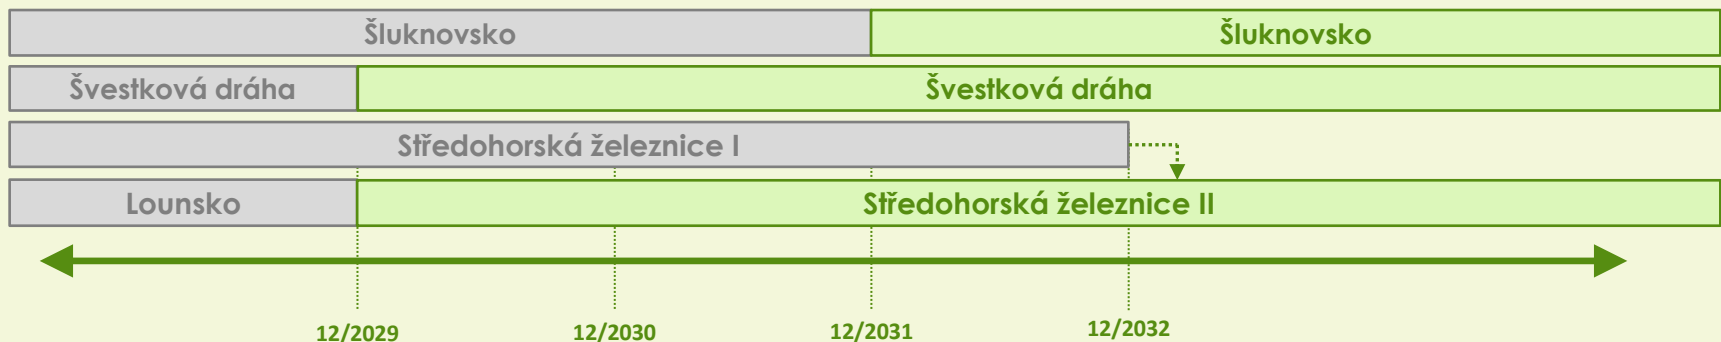 Šluknovsko Šluknovsko
Švestková dráha Švestková dráha
Středohorská železnice I
Lounsko Středohorská železnice II
12/2029 12/2030 12/2031 12/2032